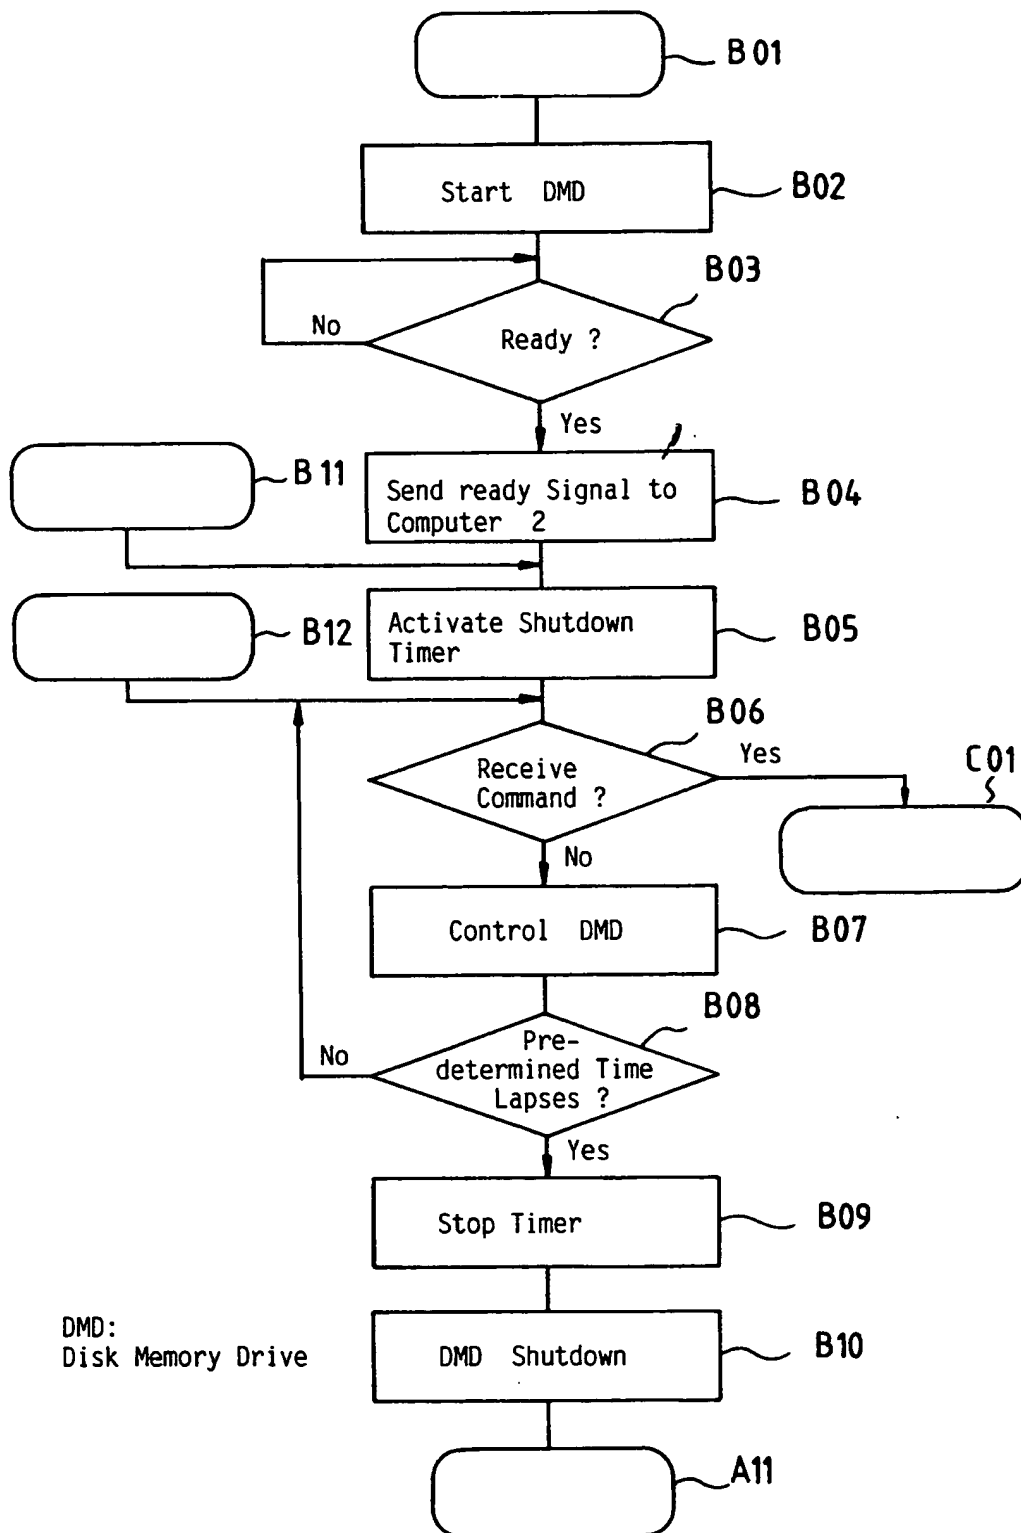 B01
Start DMD
B02
B03
Ready ?
No
Yes
B11
Send ready Signal to
Computer 2
B04
B12
Activate Shutdown
Timer
B05
B06
Receive
Command ?
Yes
C01
No
Control DMD
B07
B08
Pre-
determined Time
Lapses ?
No
Yes
Stop Timer
B09
DMD:
Disk Memory Drive
DMD Shutdown
B10
A11